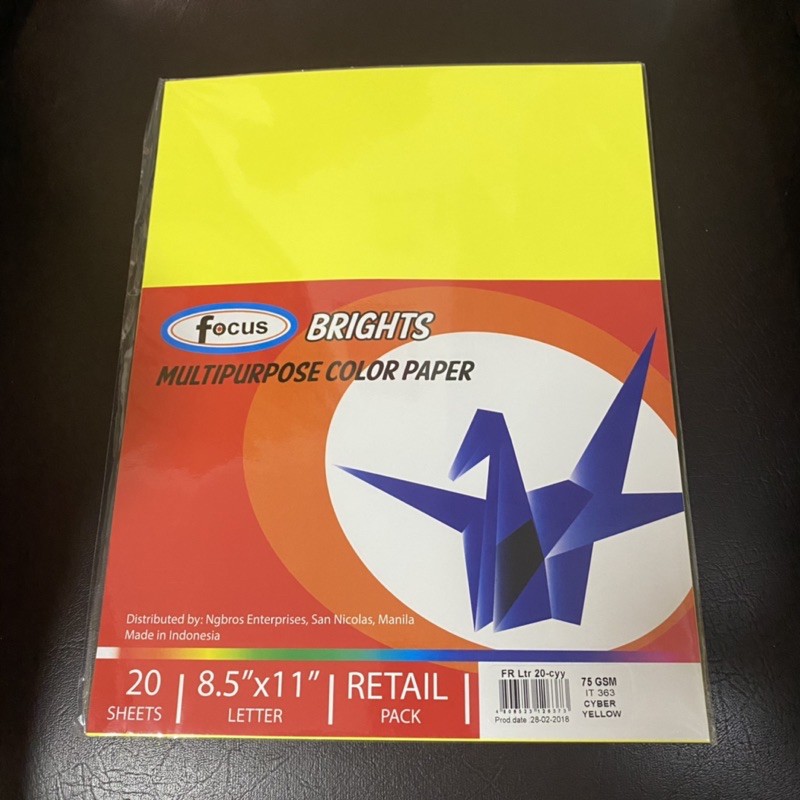 focus BRIGHTS
MULTIPURPOSE COLOR PAPER
Distributed by: Ngbros Enterprises, San Nicolas, Manila
Made in Indonesia
20 SHEETS
8.5”x11” LETTER
RETAIL PACK
FR Ltr 20-cyy
Prod.date :28-02-2018
75 GSM
IT 363
CYBER
YELLOW